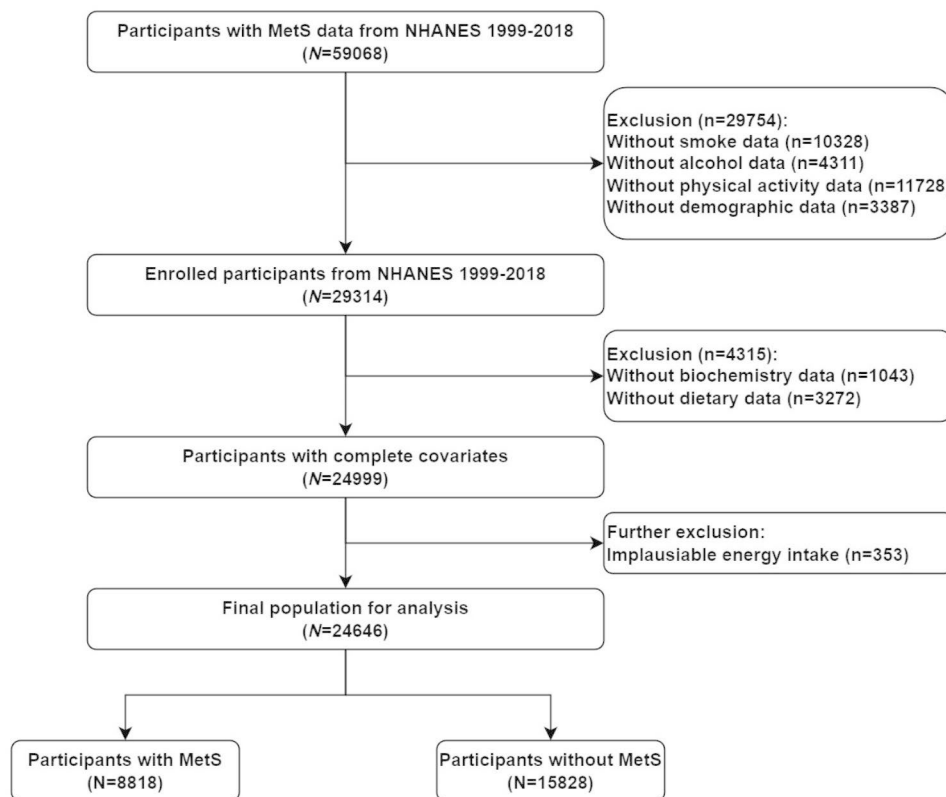 Participants with MetS data from NHANES 1999-2018
(N=59068)
Exclusion (n=29754):
Without smoke data (n=10328)
Without alcohol data (n=4311)
Without physical activity data (n=11728
Without demographic data (n=3387)
Enrolled participants from NHANES 1999-2018
(N=29314)
Exclusion (n=4315):
Without biochemistry data (n=1043)
Without dietary data (n=3272)
Participants with complete covariates
(N=24999)
Further exclusion:
Implausiable energy intake (n=353)
Final population for analysis
(N=24646)
Participants with MetS
(N=8818)
Participants without MetS
(N=15828)